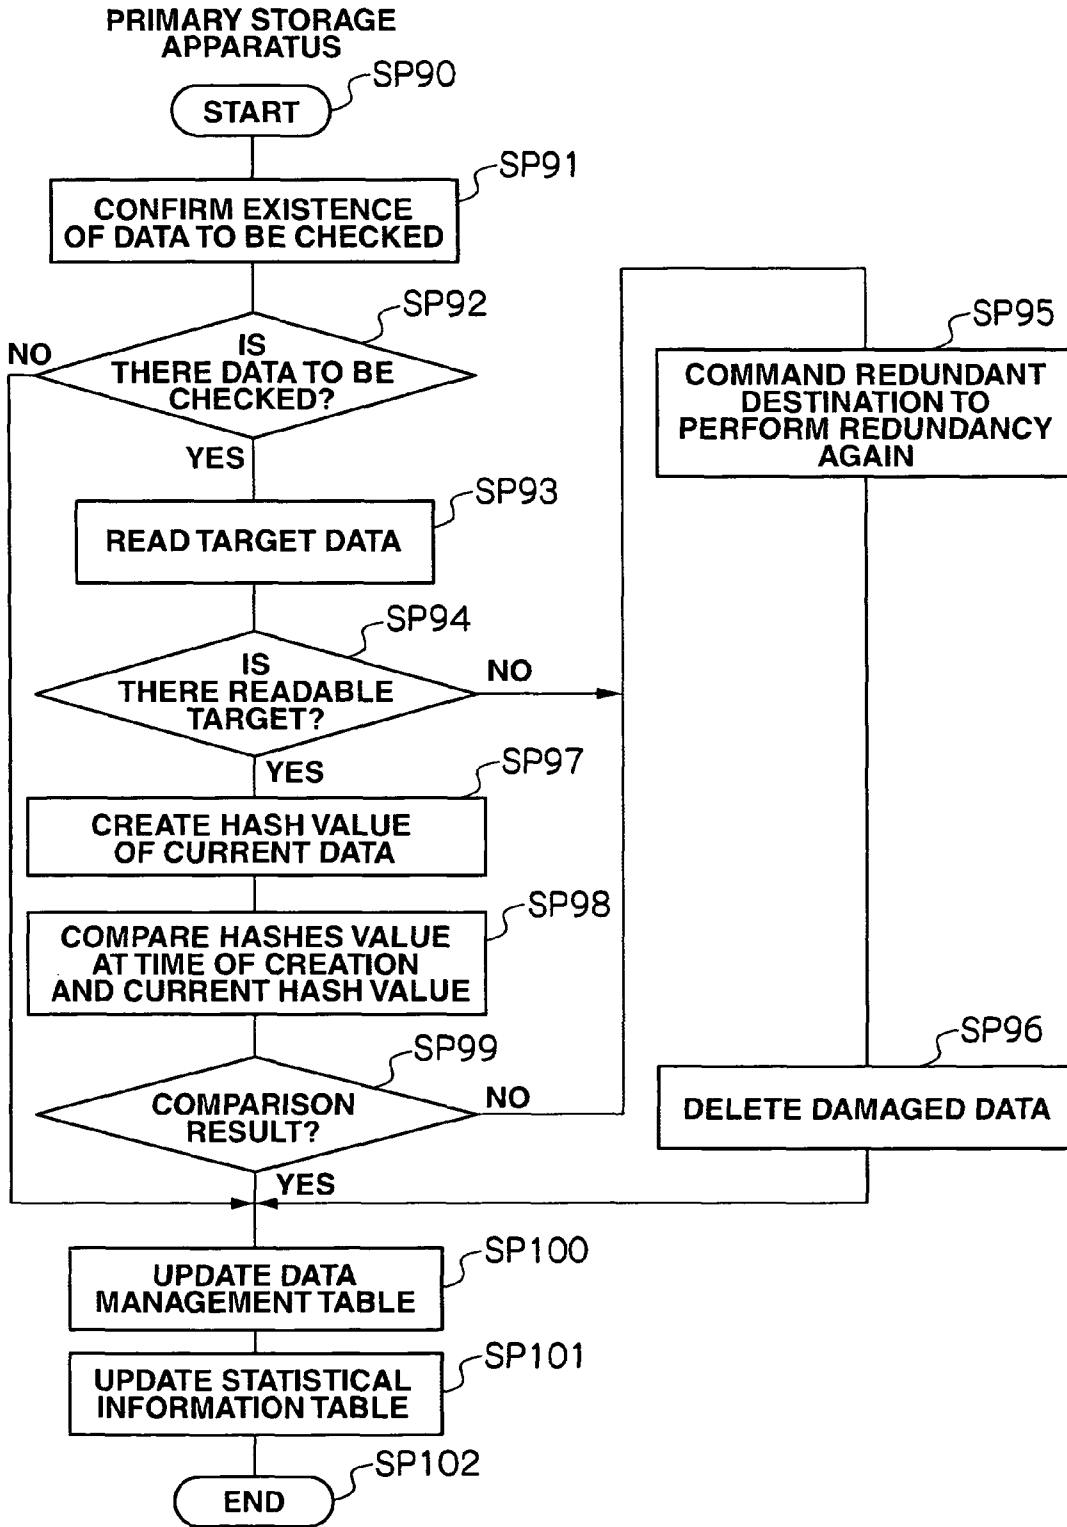 PRIMARY STORAGE
APPARATUS
SP90
START
SP91
CONFIRM EXISTENCE
OF DATA TO BE CHECKED
SP92
NO
IS
THERE DATA TO BE
CHECKED?
YES
SP93
READ TARGET DATA
SP94
IS
THERE READABLE
TARGET?
NO
YES
SP95
COMMAND REDUNDANT
DESTINATION TO
PERFORM REDUNDANCY
AGAIN
SP97
CREATE HASH VALUE
OF CURRENT DATA
SP98
COMPARE HASHES VALUE
AT TIME OF CREATION
AND CURRENT HASH VALUE
SP99
COMPARISON
RESULT?
NO
YES
SP96
DELETE DAMAGED DATA
SP100
UPDATE DATA
MANAGEMENT TABLE
SP101
UPDATE STATISTICAL
INFORMATION TABLE
SP102
END